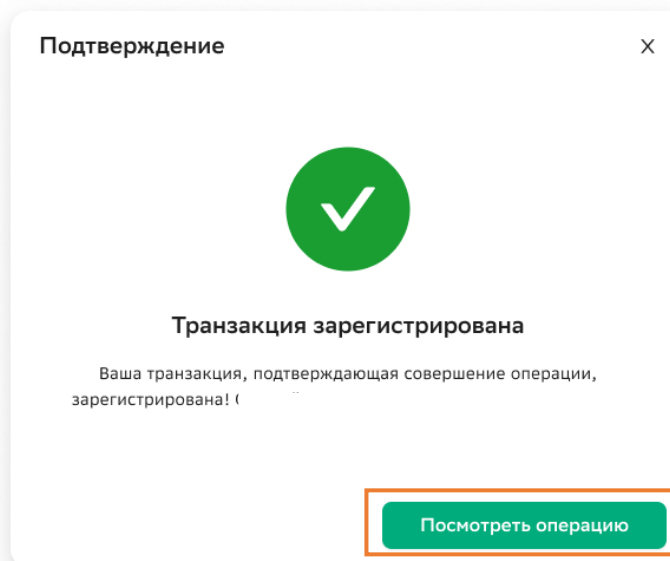 Подтверждение X
Транзакция зарегистрирована
Ваша транзакция, подтверждающая совершение операции,
зарегистрирована!
Посмотреть операцию